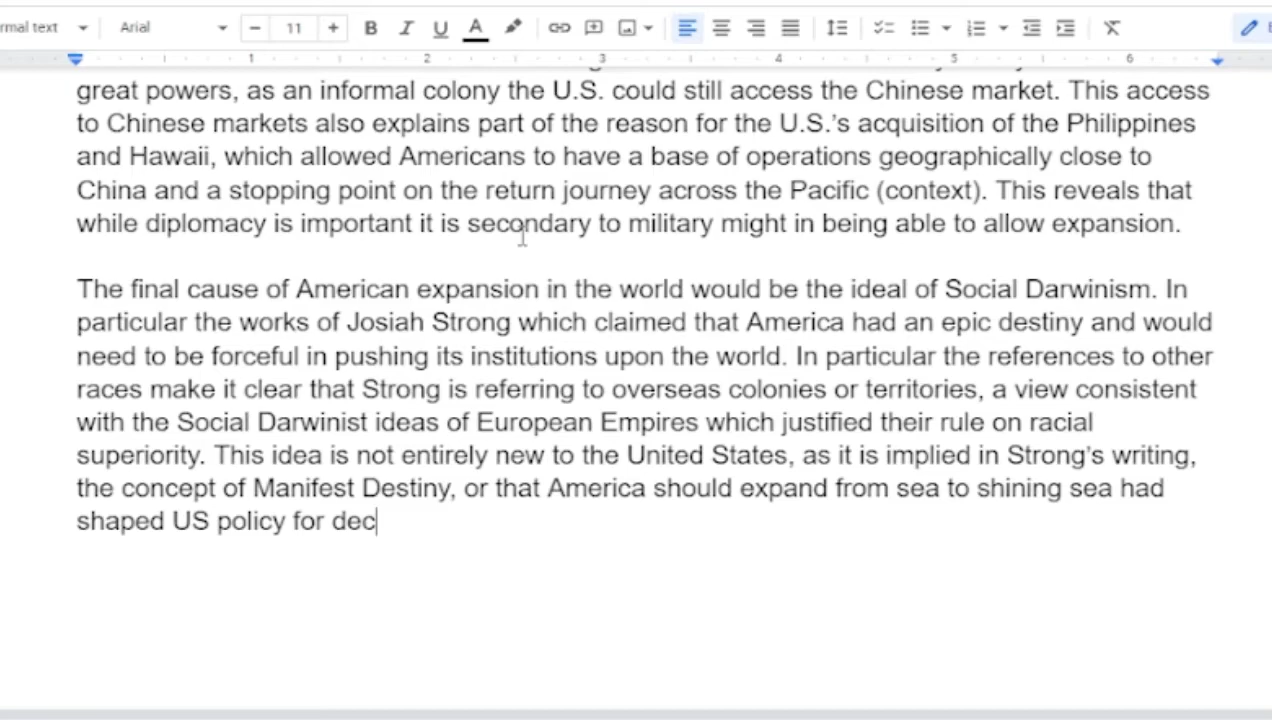 rmal text Arial 11 B I U A
1 2 3 4 5 6
great powers, as an informal colony the U.S. could still access the Chinese market. This access
to Chinese markets also explains part of the reason for the U.S.'s acquisition of the Philippines
and Hawaii, which allowed Americans to have a base of operations geographically close to
China and a stopping point on the return journey across the Pacific (context). This reveals that
while diplomacy is important it is secondary to military might in being able to allow expansion.
The final cause of American expansion in the world would be the ideal of Social Darwinism. In
particular the works of Josiah Strong which claimed that America had an epic destiny and would
need to be forceful in pushing its institutions upon the world. In particular the references to other
races make it clear that Strong is referring to overseas colonies or territories, a view consistent
with the Social Darwinist ideas of European Empires which justified their rule on racial
superiority. This idea is not entirely new to the United States, as it is implied in Strong's writing,
the concept of Manifest Destiny, or that America should expand from sea to shining sea had
shaped US policy for dec